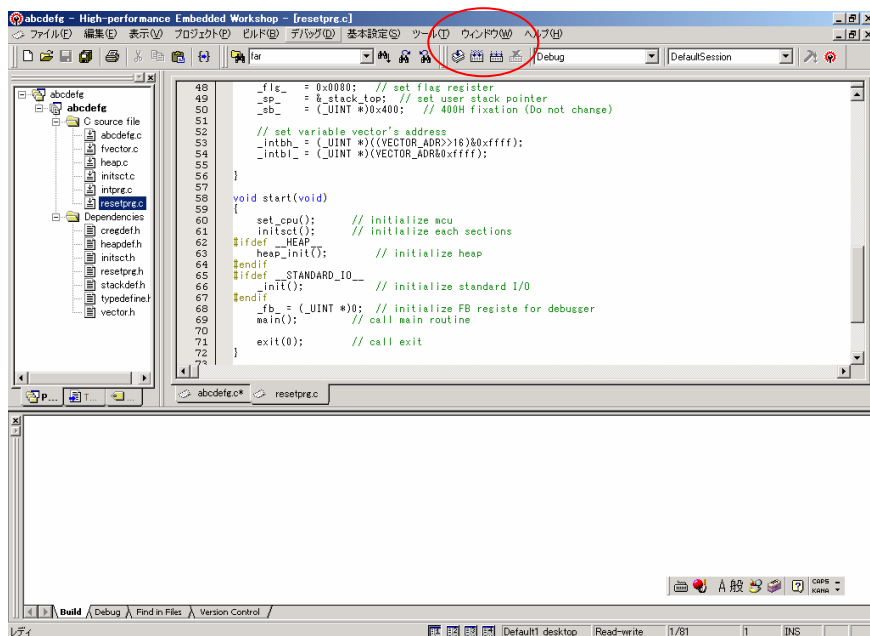 abcdefg - High-performance Embedded Workshop - [resetprg.c]
ファイル(F) 編集(E) 表示(V) プロジェクト(P) ビルド(B) デバッグ(D) 基本設定(S) ツール(T) ウィンドウ(W) ヘルプ(H)
far Debug DefaultSession
abcdefg
abcdefg
C source file
abcdefg.c
fvector.c
heap.c
initsct.c
intprg.c
resetprg.c
Dependencies
cregdef.h
heapdef.h
initsct.h
resetprg.h
stackdef.h
typedefine.h
vector.h
P... T...
48 _flg_ = 0x0080; // set flag register
49 _sp_ = &_stack_top; // set user stack pointer
50 _sb_ = (_UINT *)0x400; // 400H fixation (Do not change)
51
52 // set variable vector's address
53 _intbh_ = (_UINT *)((VECTOR_ADR>>16)&0xffff);
54 _intbl_ = (_UINT *)(VECTOR_ADR&0xffff);
55
56 }
57
58 void start(void)
59 {
60 set_cpu(); // initialize mcu
61 initsct(); // initlalize each sections
62 #ifdef __HEAP__
63 heap_init(); // initialize heap
64 #endif
65 #ifdef __STANDARD_IO__
66 _init(); // initialize standard I/O
67 #endif
68 _fb_ = (_UINT *)0; // initialize FB registe for debugger
69 main(); // call main routine
70
71 exit(0); // call exit
72 }
73
abcdefg.c* resetprg.c
A 般 CAPS KANA
Build Debug Find in Files Version Control
レディ Default1 desktop Read-write 1/81 1 INS